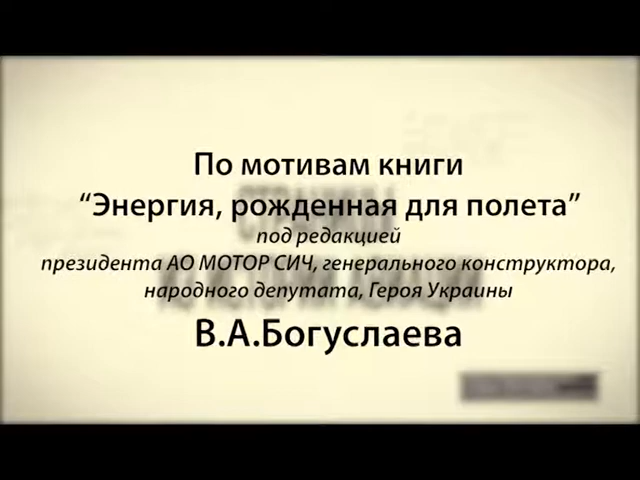 По мотивам книги
“Энергия, рожденная для полета”
под редакцией
президента АО МОТОР СИЧ, генерального конструктора,
народного депутата, Героя Украины
В.А.Богуслаева